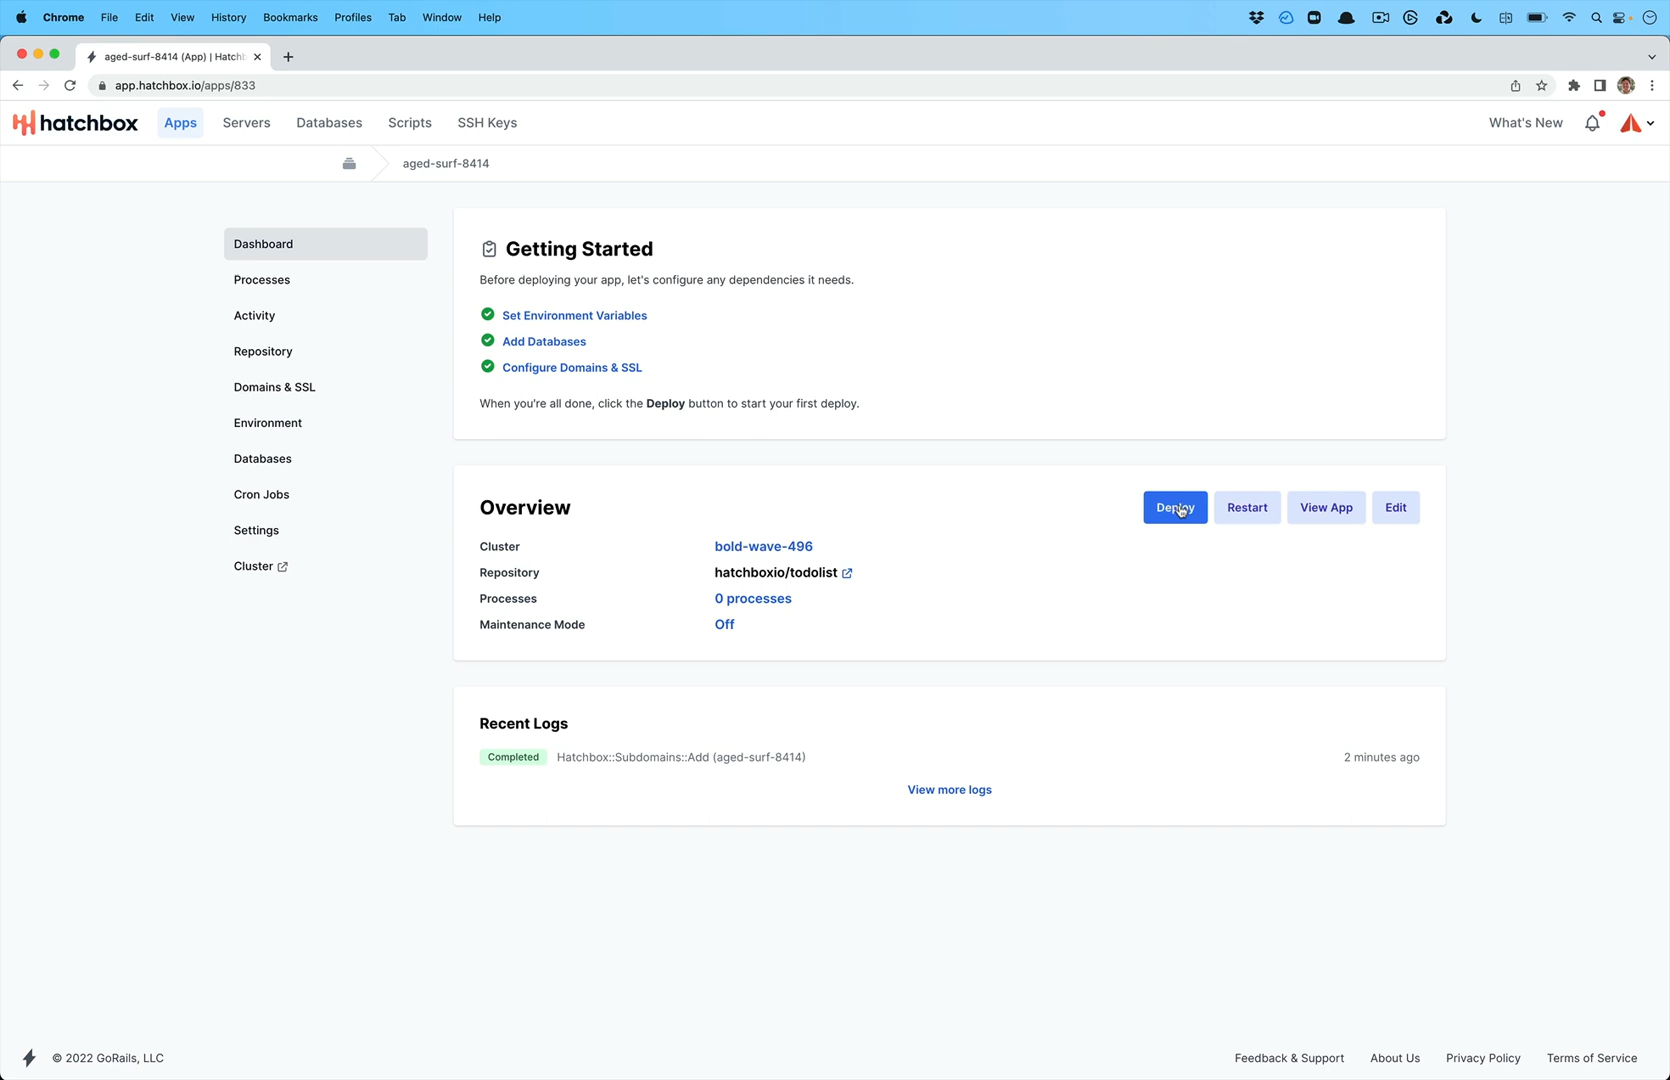 Chrome File Edit View History Bookmarks Profiles Tab Window Help
aged-surf-8414 (App) | Hatchb
app.hatchbox.io/apps/833
hatchbox Apps Servers Databases Scripts SSH Keys What's New
aged-surf-8414
Dashboard
Processes
Activity
Repository
Domains & SSL
Environment
Databases
Cron Jobs
Settings
Cluster
Getting Started
Before deploying your app, let's configure any dependencies it needs.
Set Environment Variables
Add Databases
Configure Domains & SSL
When you're all done, click the Deploy button to start your first deploy.
Overview Deploy Restart View App Edit
Cluster bold-wave-496
Repository hatchboxio/todolist
Processes 0 processes
Maintenance Mode Off
Recent Logs
Completed Hatchbox::Subdomains::Add (aged-surf-8414) 2 minutes ago
View more logs
© 2022 GoRails, LLC Feedback & Support About Us Privacy Policy Terms of Service